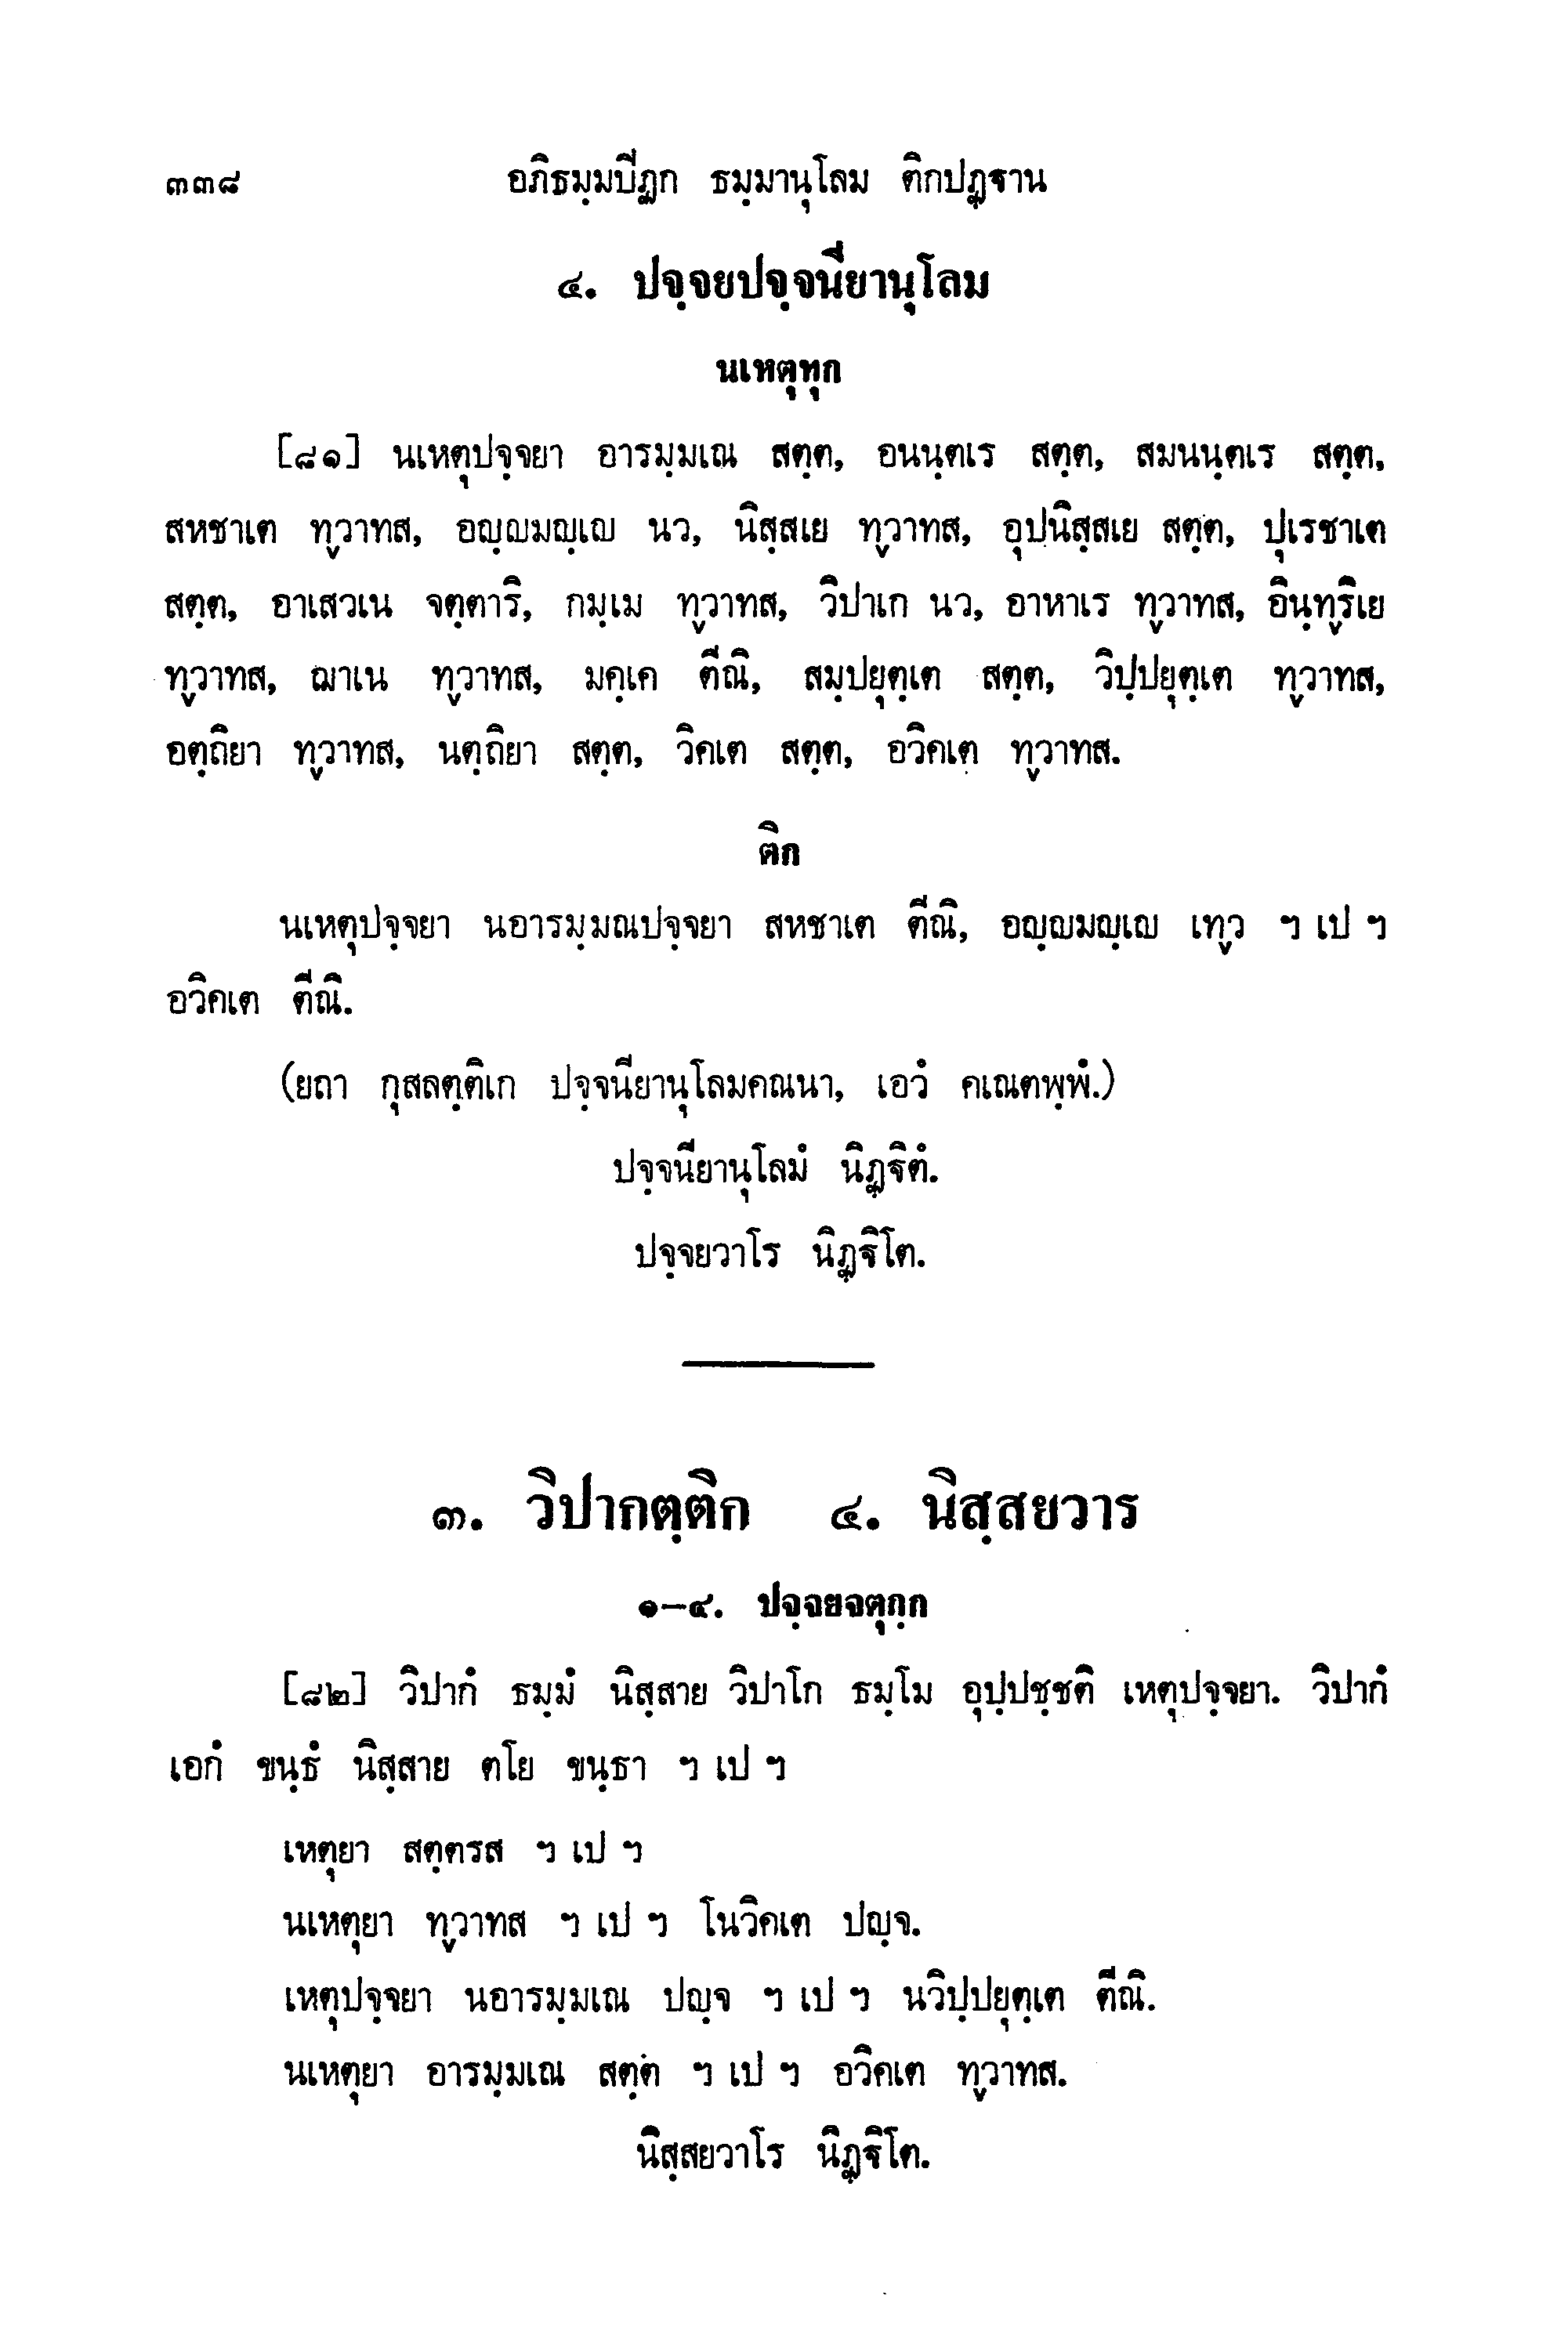 ๓๓๘ อภิธมฺมปีฏก ธมฺมานุโลม ติกปฏฺฐาน
๔. ปจฺจยปจฺจนียานุโลม
นเหตุทุก
[๘๑] นเหตุปจฺจยา อารมฺมเณ สตฺต, อนนฺตเร สตฺต, สมนนฺตเร สตฺต,
สหชาเต ทฺวาทส, อญฺญมญฺเญ นว, นิสฺสเย ทฺวาทส, อุปนิสฺสเย สตฺต, ปุเรชาเต
สตฺต, อาเสวเน จตฺตาริ, กมฺเม ทฺวาทส, วิปาเก นว, อาหาเร ทฺวาทส, อินฺทฺริเย
ทฺวาทส, ฌาเน ทฺวาทส, มคฺเค ตีณิ, สมฺปยุตฺเต สตฺต, วิปฺปยุตฺเต ทฺวาทส,
อตฺถิยา ทฺวาทส, นตฺถิยา สตฺต, วิคเต สตฺต, อวิคเต ทฺวาทส.
ติก
นเหตุปจฺจยา นอารมฺมณปจฺจยา สหชาเต ตีณิ, อญฺญมญฺเญ เทฺว ฯ เป ฯ
อวิคเต ตีณิ.
(ยถา กุสลตฺติเก ปจฺจนียานุโลมคณนา, เอวํ คเณตพฺพํ.)
ปจฺจนียานุโลมํ นิฏฺฐิตํ.
ปจฺจยวาโร นิฏฺฐิโต.
๓. วิปากตฺติก ๔. นิสฺสยวาร
๑–๔. ปจฺจยจตุกฺก
[๘๒] วิปากํ ธมฺมํ นิสฺสาย วิปาโก ธมฺโม อุปฺปชฺชติ เหตุปจฺจยา. วิปากํ
เอกํ ขนฺธํ นิสฺสาย ตโย ขนฺธา ฯ เป ฯ
เหตุยา สตฺตรส ฯ เป ฯ
นเหตุยา ทฺวาทส ฯ เป ฯ โนวิคเต ปญฺจ.
เหตุปจฺจยา นอารมฺมเณ ปญฺจ ฯ เป ฯ นวิปฺปยุตฺเต ตีณิ.
นเหตุยา อารมฺมเณ สตฺต ฯ เป ฯ อวิคเต ทฺวาทส.
นิสฺสยวาโร นิฏฺฐิโต.